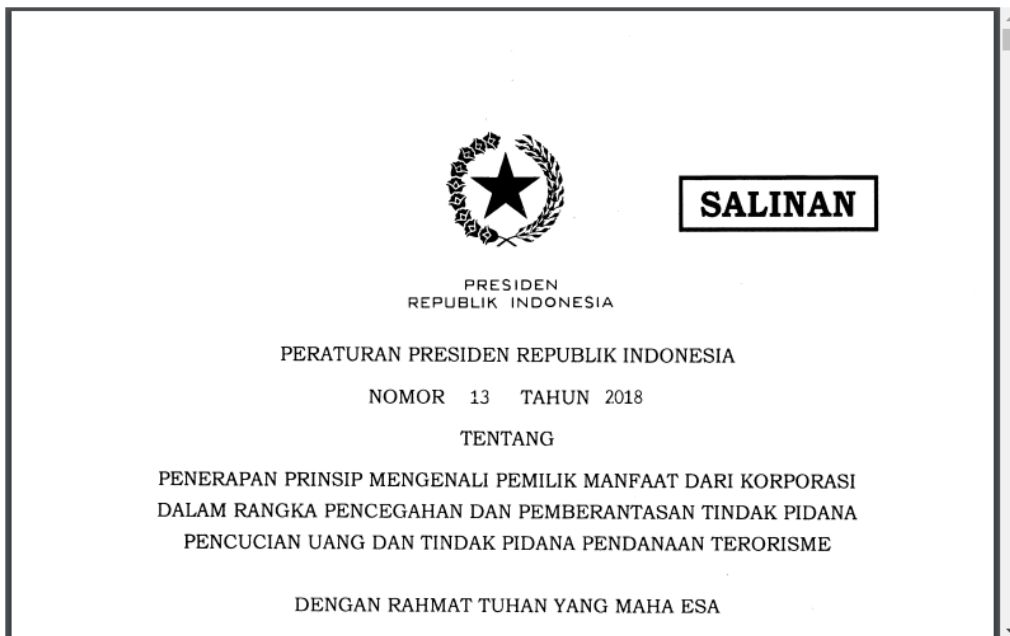 SALINAN
PRESIDEN
REPUBLIK INDONESIA
PERATURAN PRESIDEN REPUBLIK INDONESIA
NOMOR 13 TAHUN 2018
TENTANG
PENERAPAN PRINSIP MENGENALI PEMILIK MANFAAT DARI KORPORASI
DALAM RANGKA PENCEGAHAN DAN PEMBERANTASAN TINDAK PIDANA
PENCUCIAN UANG DAN TINDAK PIDANA PENDANAAN TERORISME
DENGAN RAHMAT TUHAN YANG MAHA ESA